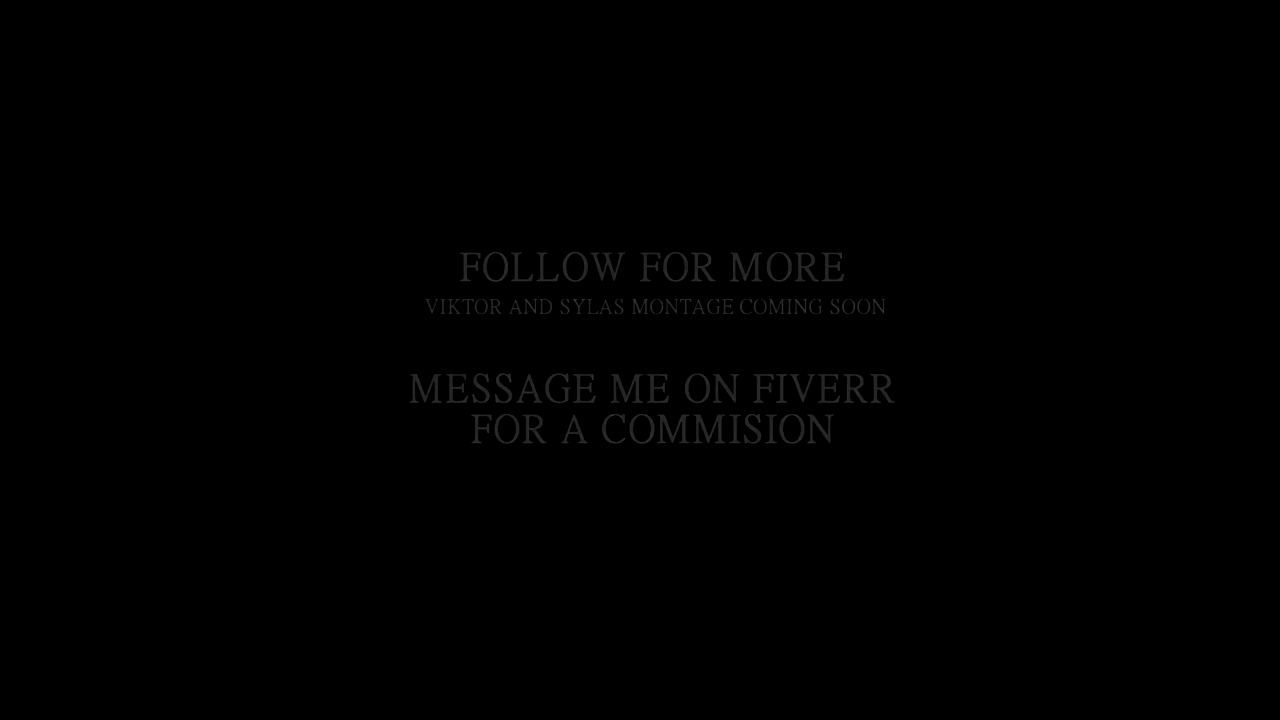 FOLLOW FOR MORE
VIKTOR AND SYLAS MONTAGE COMING SOON
MESSAGE ME ON FIVERR
FOR A COMMISION